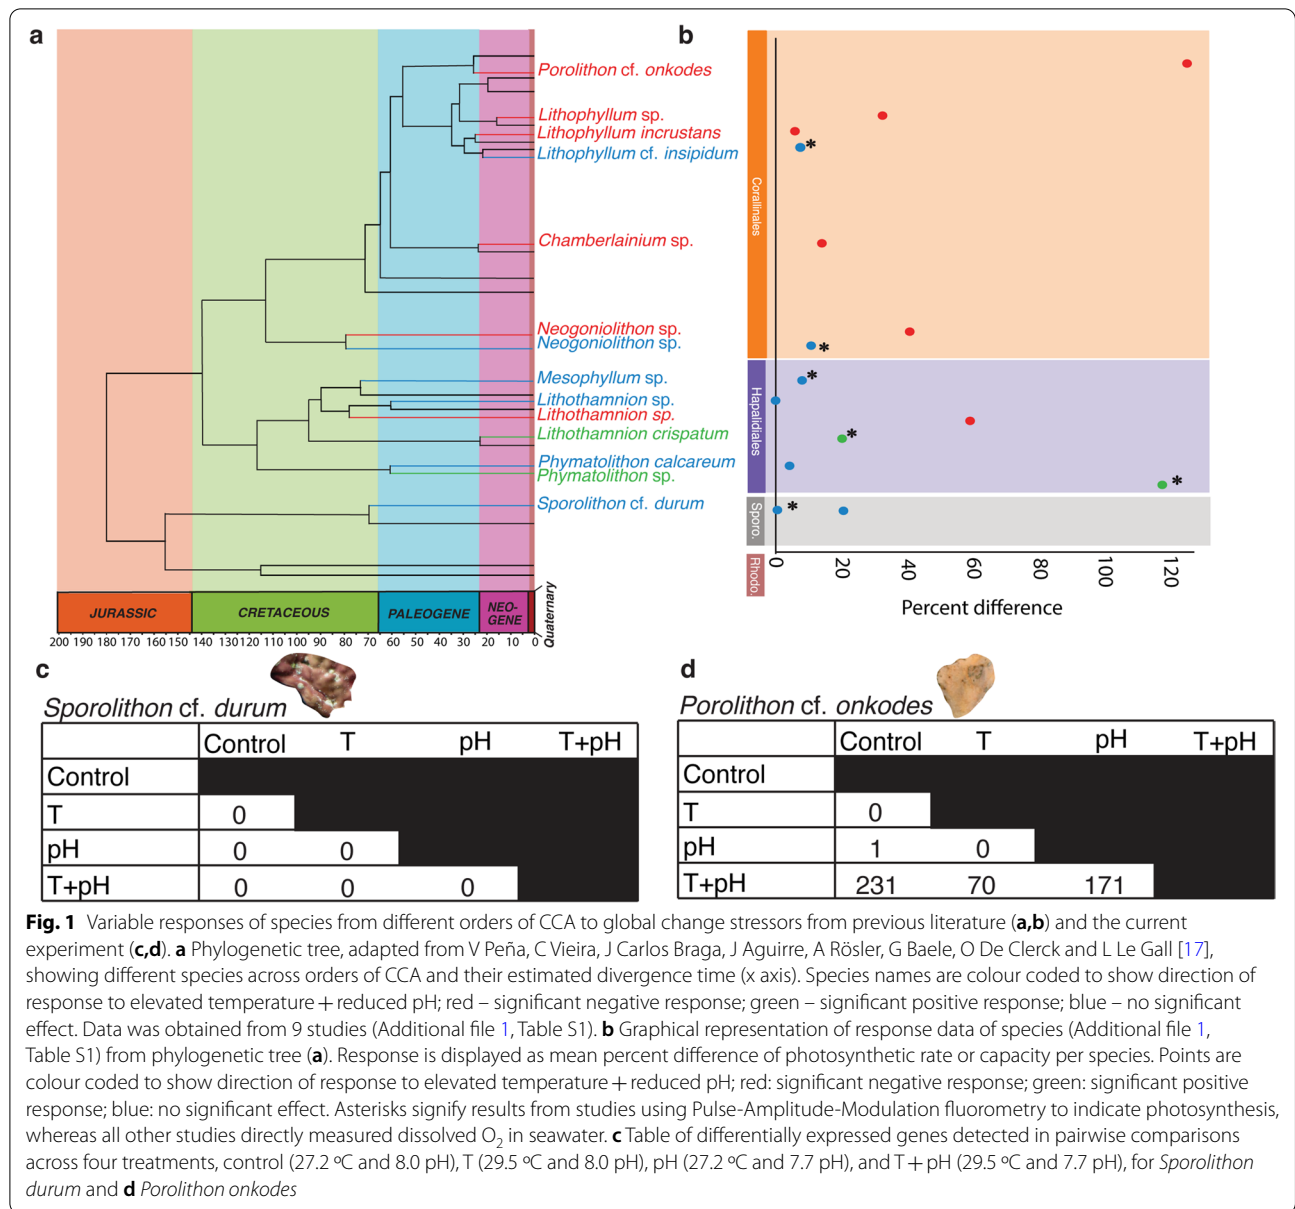 a
Porolithon cf. onkodes
Lithophyllum sp.
Lithophyllum incrustans
Lithophyllum cf. insipidum
Chamberlainium sp.
Neogoniolithon sp.
Neogoniolithon sp.
Mesophyllum sp.
Lithothamnion sp.
Lithothamnion sp.
Lithothamnion crispatum
Phymatolithon calcareum
Phymatolithon sp.
Sporolithon cf. durum
JURASSIC CRETACEOUS PALEOGENE NEO-
GENE
Quaternary
200 190 180 170 160 150 140 130 120 110 100 90 80 70 60 50 40 30 20 10 0
b
Corallinales
*
*
Hapalidiales
*
*
*
Sporo.
*
Rhodo.
0 20 40 60 80 100 120
Percent difference
c
Sporolithon cf. durum
Control T pH T+pH
Control
T 0
pH 0 0
T+pH 0 0 0
d
Porolithon cf. onkodes
Control T pH T+pH
Control
T 0
pH 1 0
T+pH 231 70 171
Fig. 1 Variable responses of species from different orders of CCA to global change stressors from previous literature (a,b) and the current
experiment (c,d). a Phylogenetic tree, adapted from V Peña, C Vieira, J Carlos Braga, J Aguirre, A Rösler, G Baele, O De Clerck and L Le Gall [17],
showing different species across orders of CCA and their estimated divergence time (x axis). Species names are colour coded to show direction of
response to elevated temperature + reduced pH; red – significant negative response; green – significant positive response; blue – no significant
effect. Data was obtained from 9 studies (Additional file 1, Table S1). b Graphical representation of response data of species (Additional file 1,
Table S1) from phylogenetic tree (a). Response is displayed as mean percent difference of photosynthetic rate or capacity per species. Points are
colour coded to show direction of response to elevated temperature + reduced pH; red: significant negative response; green: significant positive
response; blue: no significant effect. Asterisks signify results from studies using Pulse-Amplitude-Modulation fluorometry to indicate photosynthesis,
whereas all other studies directly measured dissolved O₂ in seawater. c Table of differentially expressed genes detected in pairwise comparisons
across four treatments, control (27.2 ºC and 8.0 pH), T (29.5 ºC and 8.0 pH), pH (27.2 ºC and 7.7 pH), and T + pH (29.5 ºC and 7.7 pH), for Sporolithon
durum and d Porolithon onkodes